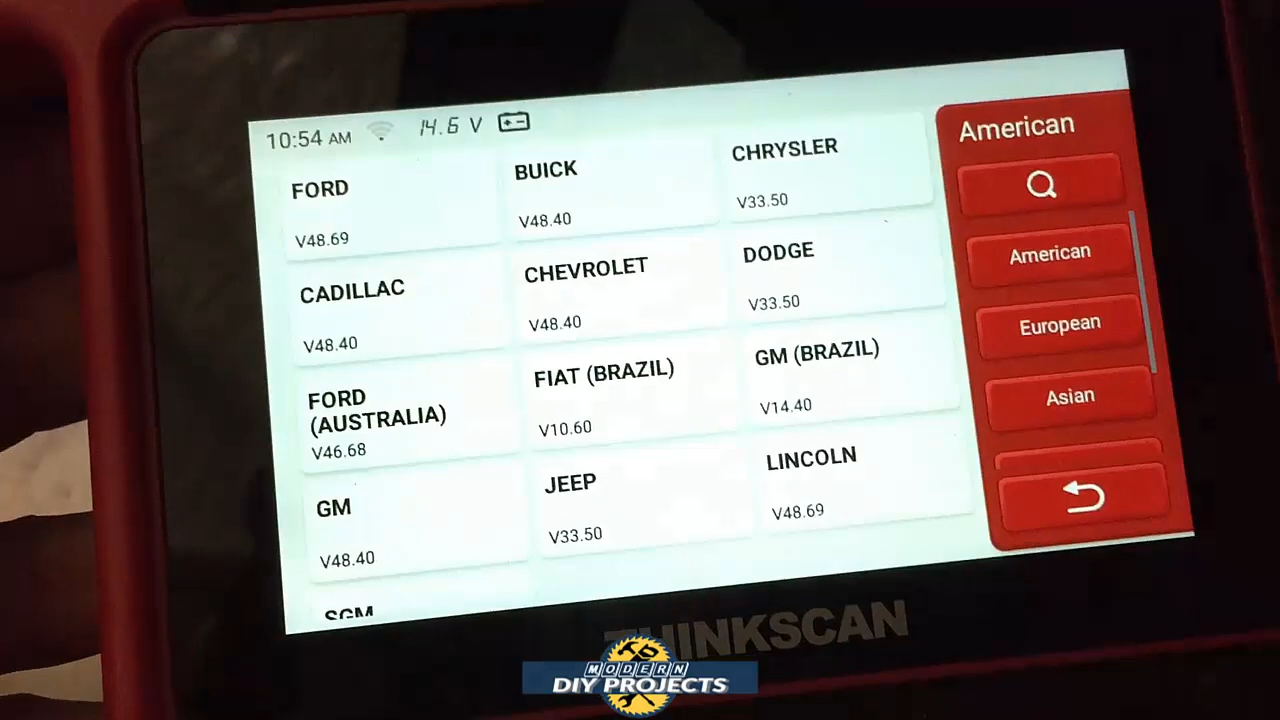 10:54 AM 14.6 V
American
FORD
V48.69
BUICK
V48.40
CHRYSLER
V33.50
CADILLAC
V48.40
CHEVROLET
V48.40
DODGE
V33.50
FORD
(AUSTRALIA)
V46.68
FIAT (BRAZIL)
V10.60
GM (BRAZIL)
V14.40
GM
V48.40
JEEP
V33.50
LINCOLN
V48.69
SGM
American
European
Asian
THINKSCAN
MODERN
DIY PROJECTS